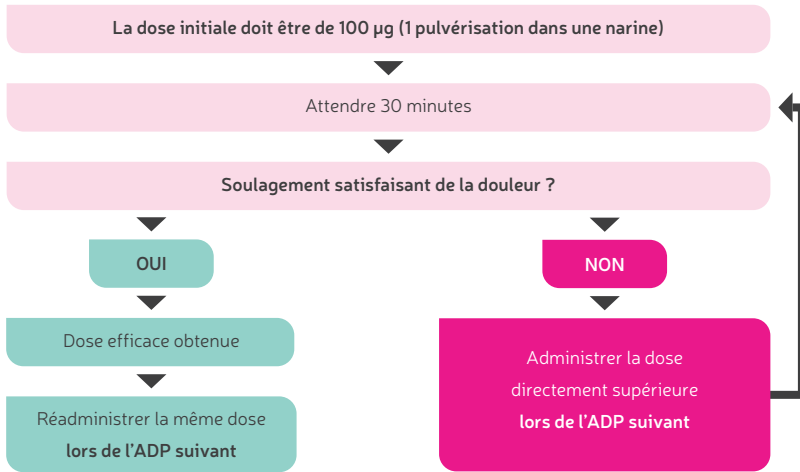 La dose initiale doit être de 100 µg (1 pulvérisation dans une narine)
Attendre 30 minutes
Soulagement satisfaisant de la douleur ?
OUI
NON
Dose efficace obtenue
Réadministrer la même dose
lors de l'ADP suivant
Administrer la dose
directement supérieure
lors de l'ADP suivant